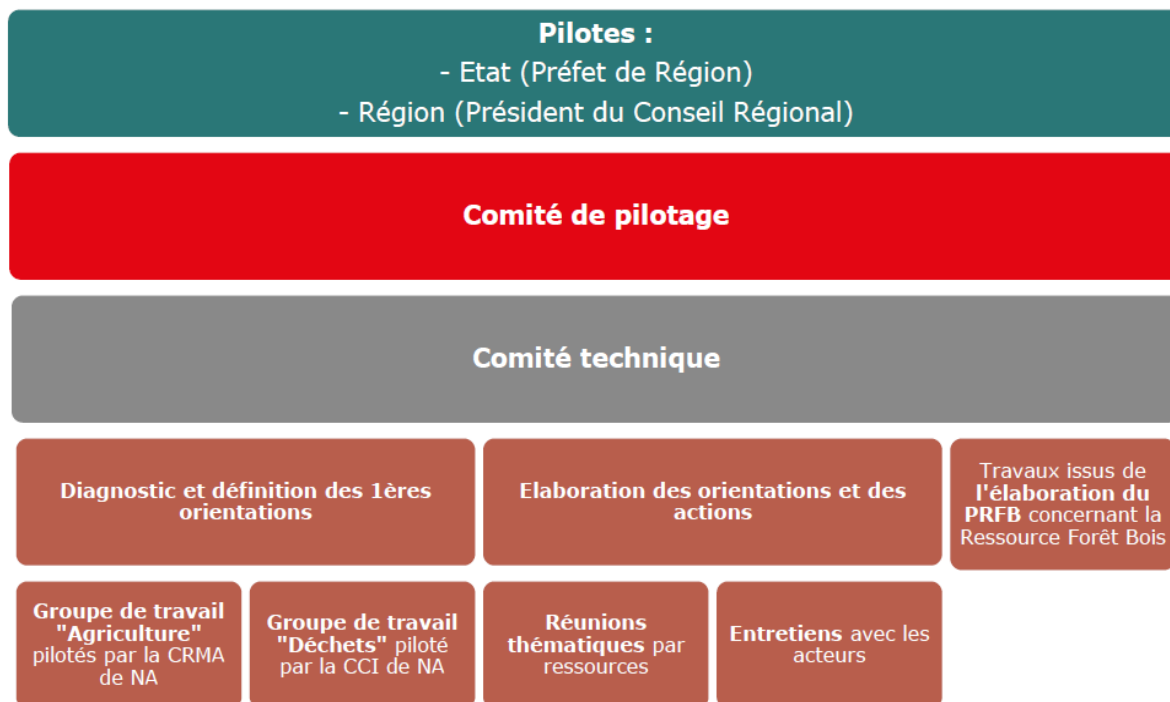 Pilotes :
- Etat (Préfet de Région)
- Région (Président du Conseil Régional)
Comité de pilotage
Comité technique
Diagnostic et définition des 1ères
orientations
Elaboration des orientations et des
actions
Travaux issus de
l'élaboration du
PRFB concernant la
Ressource Forêt Bois
Groupe de travail
"Agriculture"
pilotés par la CRMA
de NA
Groupe de travail
"Déchets" piloté
par la CCI de NA
Réunions
thématiques par
ressources
Entretiens avec les
acteurs